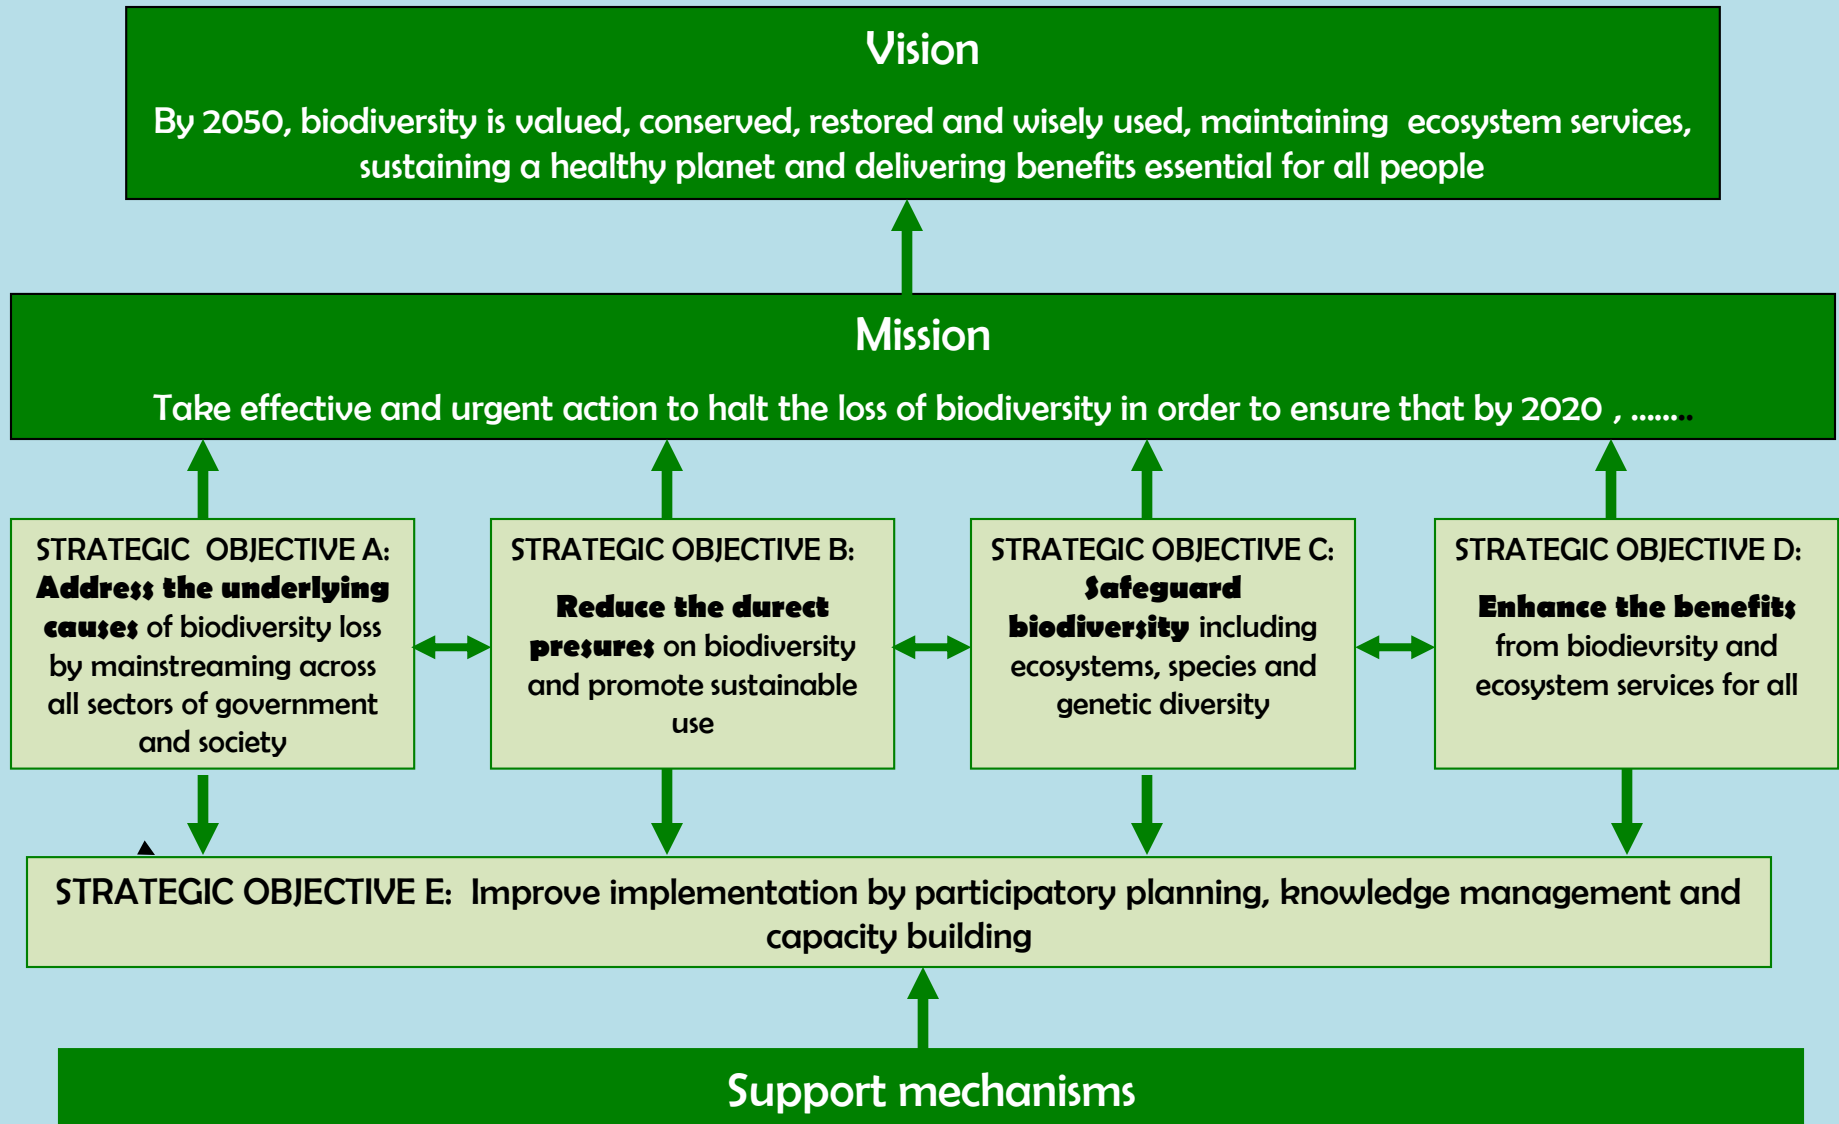 Vision
By 2050, biodiversity is valued, conserved, restored and wisely used, maintaining ecosystem services,
sustaining a healthy planet and delivering benefits essential for all people
Mission
Take effective and urgent action to halt the loss of biodiversity in order to ensure that by 2020 , ........
STRATEGIC OBJECTIVE A:
Address the underlying
causes of biodiversity loss
by mainstreaming across
all sectors of government
and society
STRATEGIC OBJECTIVE B:
Reduce the durect
presures on biodiversity
and promote sustainable
use
STRATEGIC OBJECTIVE C:
Safeguard
biodiversity including
ecosystems, species and
genetic diversity
STRATEGIC OBJECTIVE D:
Enhance the benefits
from biodievrsity and
ecosystem services for all
STRATEGIC OBJECTIVE E: Improve implementation by participatory planning, knowledge management and
capacity building
Support mechanisms